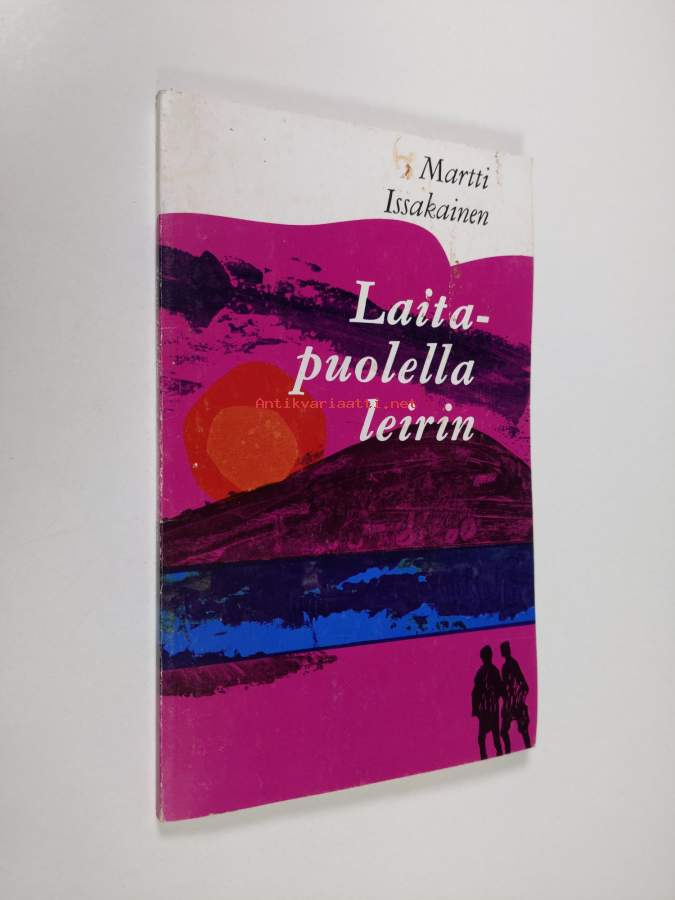 Martti
Issakainen
Laita-
puolella
Antikvariaatti.net
leirin